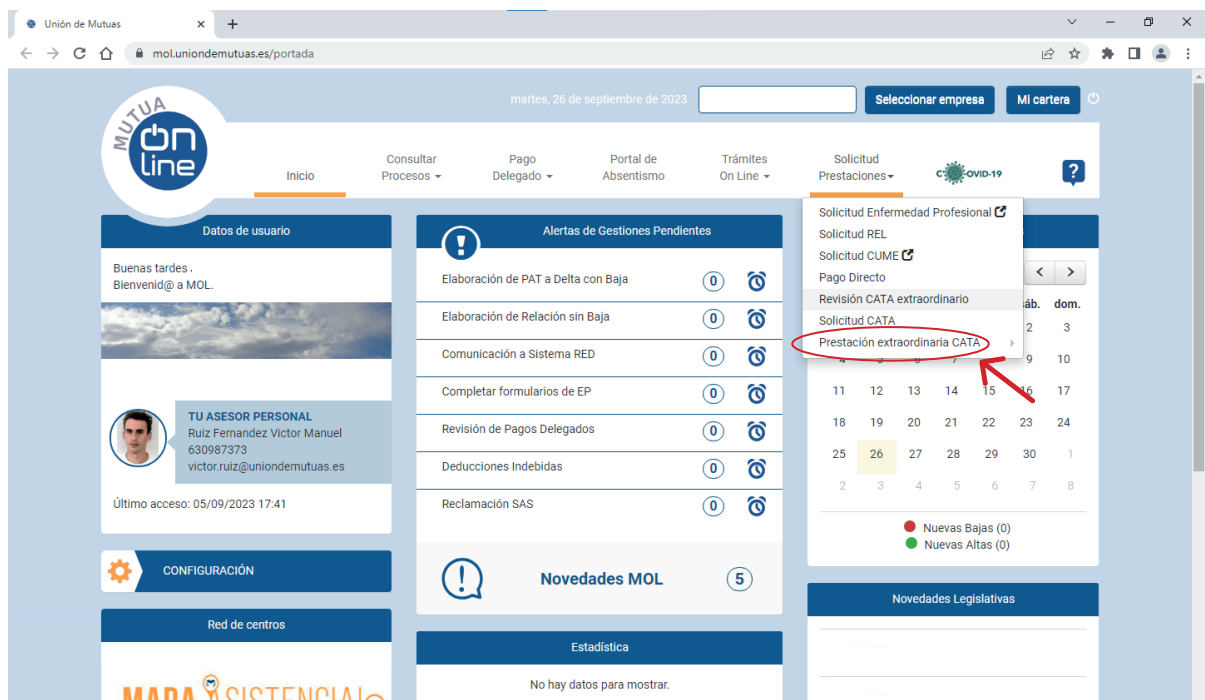 Unión de Mutuas
mol.uniondemutuas.es/portada
martes, 26 de septiembre de 2023
Seleccionar empresa
Mi cartera
MUTUA
on
line
Inicio
Consultar
Procesos
Pago
Delegado
Portal de
Absentismo
Trámites
On Line
Solicitud
Prestaciones
C OVID-19
?
Solicitud Enfermedad Profesional
Solicitud REL
Solicitud CUME
Pago Directo
Revisión CATA extraordinario
Solicitud CATA
Prestación extraordinaria CATA
Datos de usuario
Buenas tardes .
Bienvenid@ a MOL.
TU ASESOR PERSONAL
Ruiz Fernandez Victor Manuel
630987373
victor.ruiz@uniondemutuas.es
Último acceso: 05/09/2023 17:41
CONFIGURACIÓN
Red de centros
MAPA ASISTENCIAL
Alertas de Gestiones Pendientes
Elaboración de PAT a Delta con Baja 0
Elaboración de Relación sin Baja 0
Comunicación a Sistema RED 0
Completar formularios de EP 0
Revisión de Pagos Delegados 0
Deducciones Indebidas 0
Reclamación SAS 0
Novedades MOL 5
Estadística
No hay datos para mostrar.
< >
sáb. dom.
2 3
4 5 6 7 9 10
11 12 13 14 15 16 17
18 19 20 21 22 23 24
25 26 27 28 29 30 1
2 3 4 5 6 7 8
Nuevas Bajas (0)
Nuevas Altas (0)
Novedades Legislativas